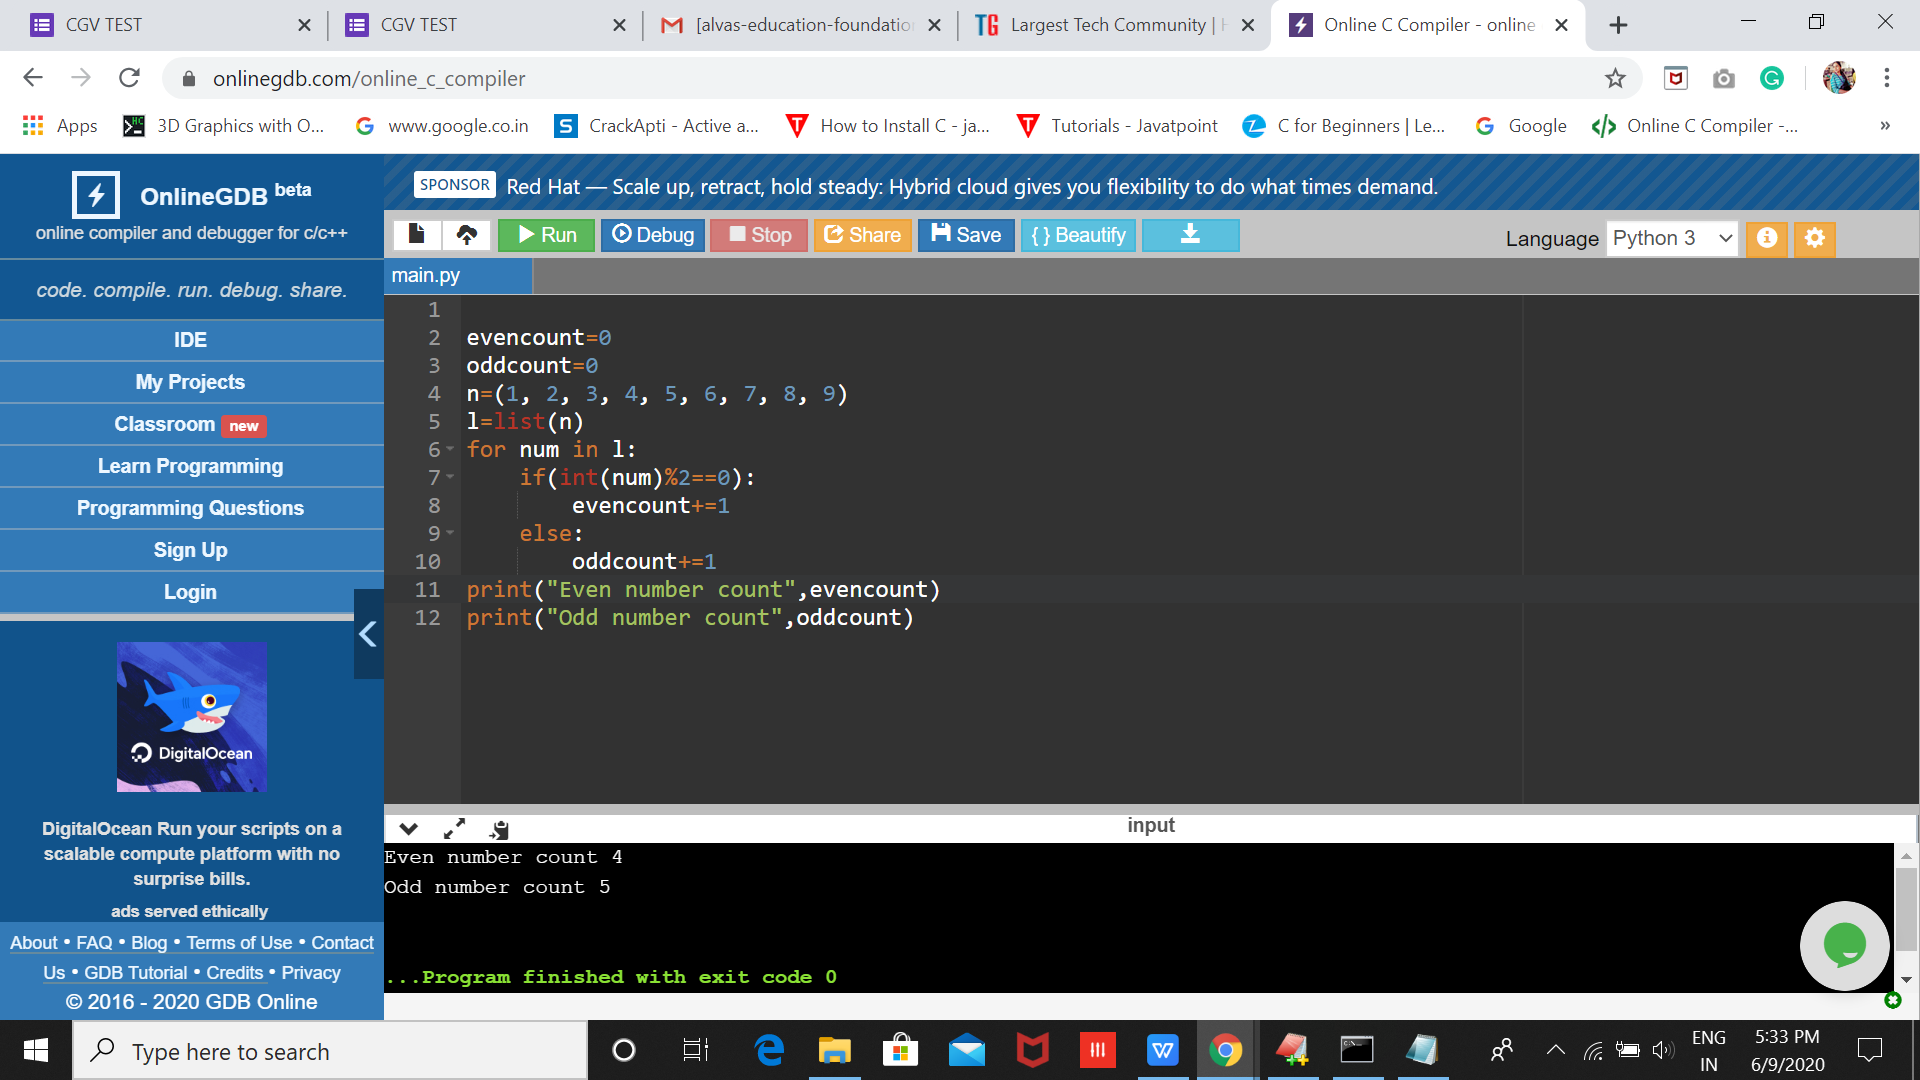 CGV TEST
CGV TEST
[alvas-education-foundatio
Largest Tech Community |
Online C Compiler - online
onlinegdb.com/online_c_compiler
Apps
3D Graphics with O...
www.google.co.in
CrackApti - Active a...
How to Install C - ja...
Tutorials - Javatpoint
C for Beginners | Le...
Google
Online C Compiler -...
»
OnlineGDB beta
online compiler and debugger for c/c++
code. compile. run. debug. share.
IDE
My Projects
Classroom new
Learn Programming
Programming Questions
Sign Up
Login
DigitalOcean
DigitalOcean Run your scripts on a
scalable compute platform with no
surprise bills.
ads served ethically
About • FAQ • Blog • Terms of Use • Contact
Us • GDB Tutorial • Credits • Privacy
© 2016 - 2020 GDB Online
SPONSOR Red Hat — Scale up, retract, hold steady: Hybrid cloud gives you flexibility to do what times demand.
Run Debug Stop Share Save { } Beautify
Language Python 3
main.py
1
2 evencount=0
3 oddcount=0
4 n=(1, 2, 3, 4, 5, 6, 7, 8, 9)
5 l=list(n)
6 for num in l:
7     if(int(num)%2==0):
8         evencount+=1
9     else:
10         oddcount+=1
11 print("Even number count",evencount)
12 print("Odd number count",oddcount)
input
Even number count 4
Odd number count 5
...Program finished with exit code 0
Type here to search
ENG
IN
5:33 PM
6/9/2020